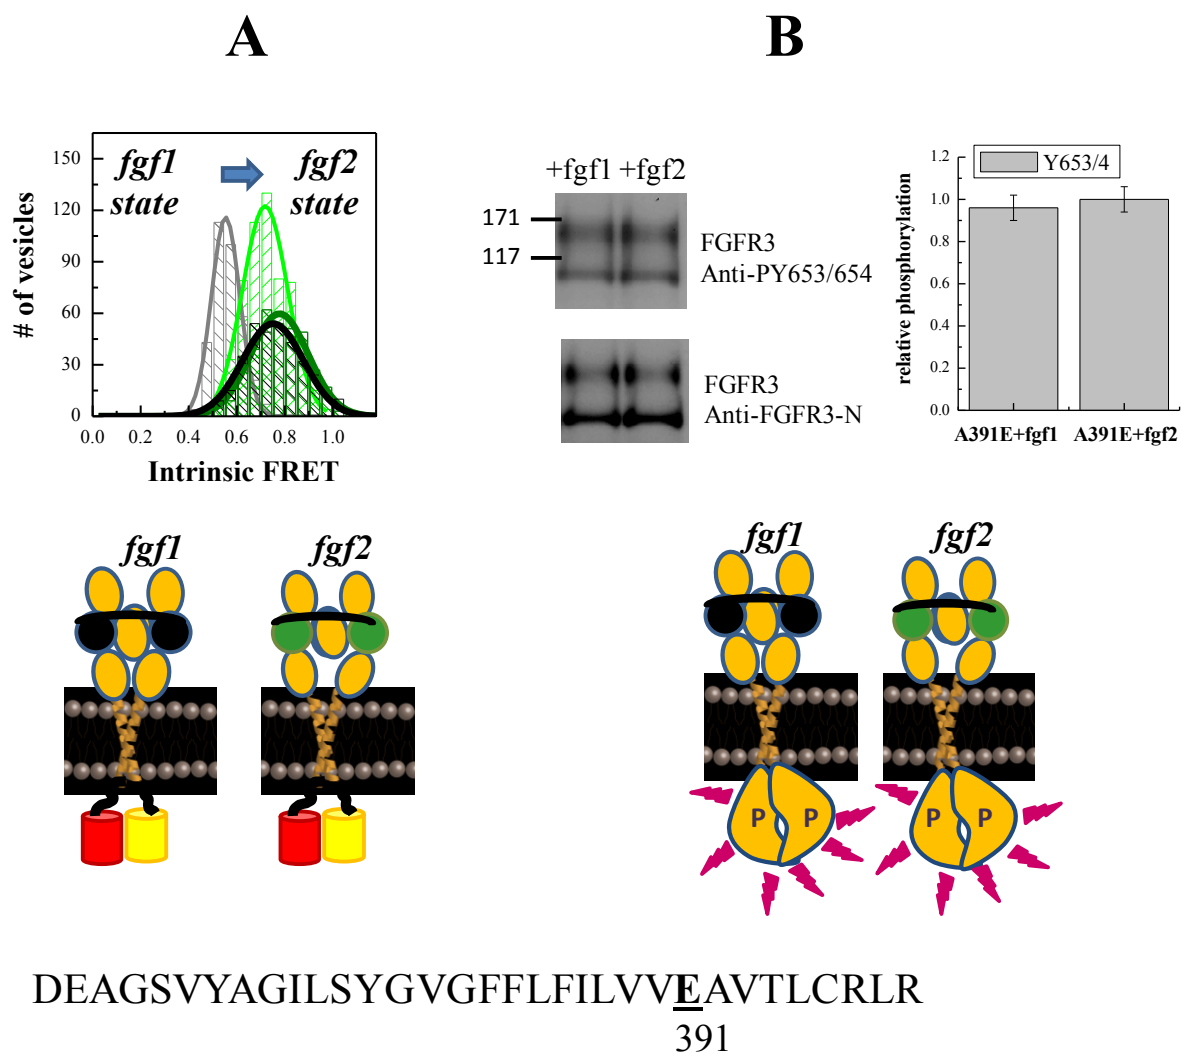 A
B
fgf1
state
fgf2
state
# of vesicles
150
120
90
60
30
0
0.0 0.2 0.4 0.6 0.8 1.0
Intrinsic FRET
+fgf1 +fgf2
171
117
FGFR3
Anti-PY653/654
FGFR3
Anti-FGFR3-N
relative phosphorylation
1.2
1.0
0.8
0.6
0.4
0.2
0.0
Y653/4
A391E+fgf1 A391E+fgf2
fgf1
fgf2
fgf1
fgf2
P P
P P
DEAGSVYAGILSYGVGFFLFILVVEAVTLCRLR
391